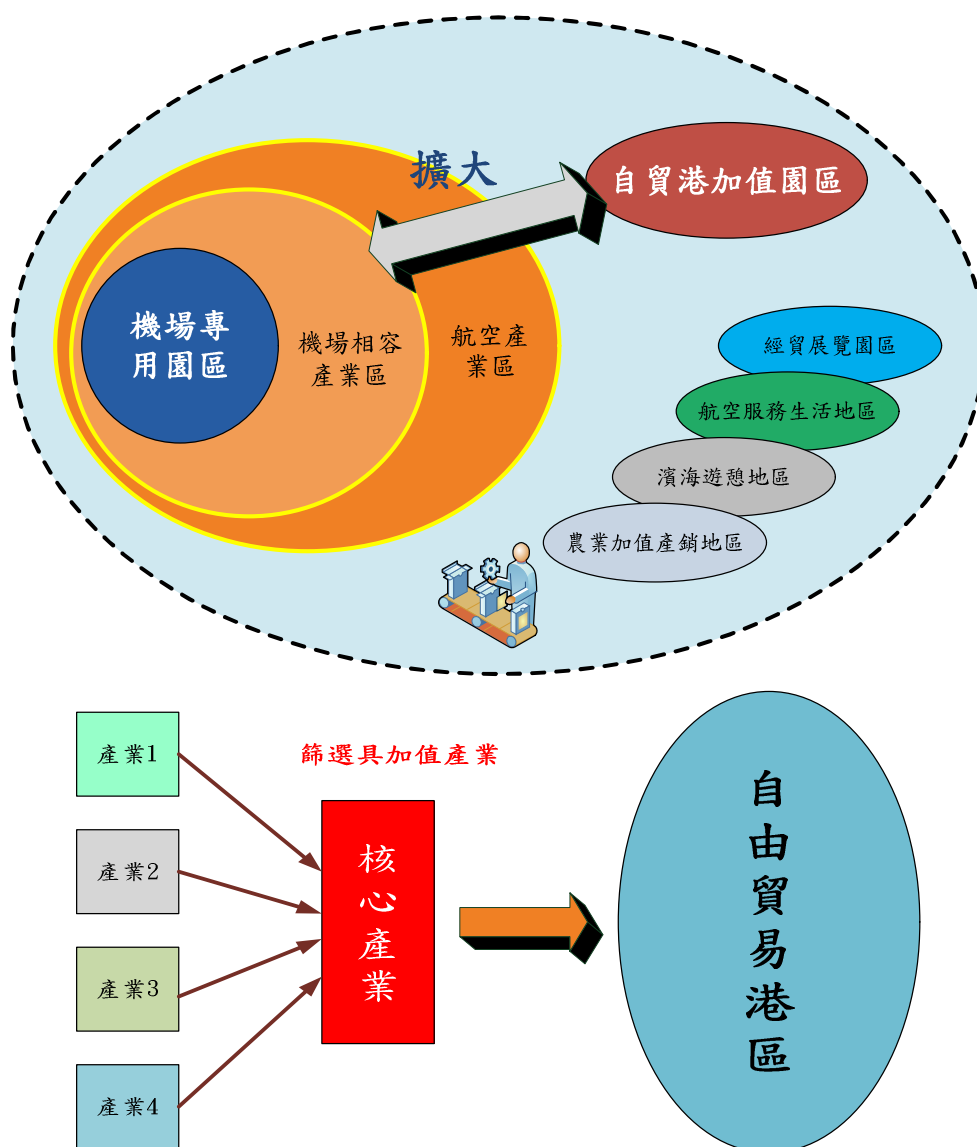 擴大
自貿港加值園區
機場專
用園區
機場相容
產業區
航空產
業區
經貿展覽園區
航空服務生活地區
濱海遊憩地區
農業加值產銷地區
產業1
產業2
產業3
產業4
篩選具加值產業
核心產業
自由貿易港區